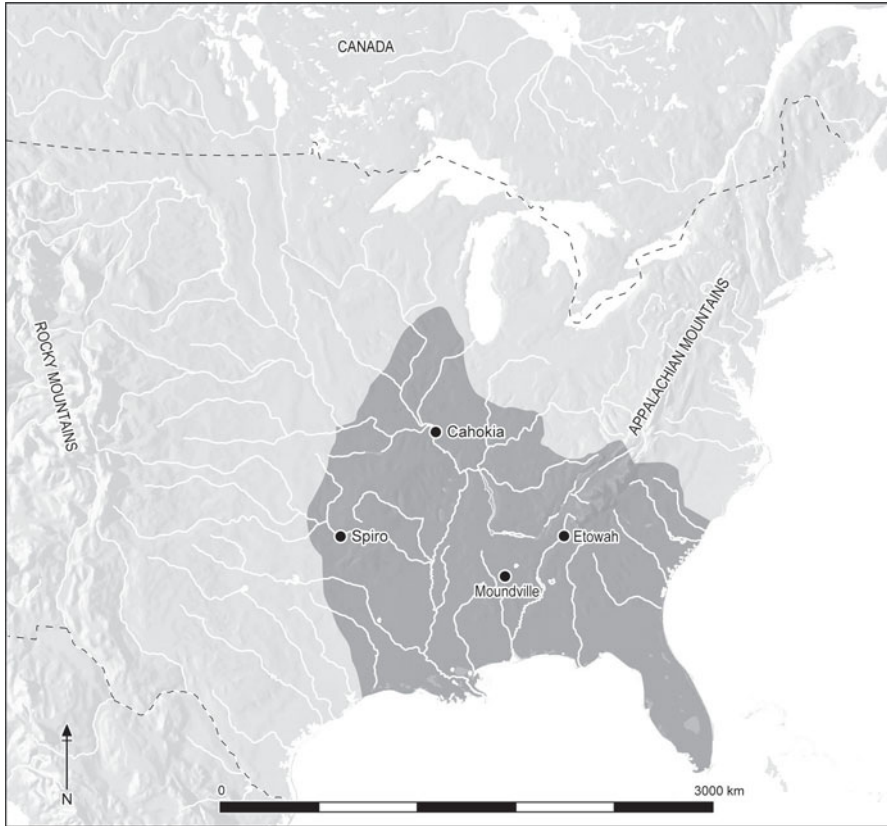 CANADA
ROCKY MOUNTAINS
APPALACHIAN MOUNTAINS
Cahokia
Spiro
Etowah
Moundville
N
0
3000 km